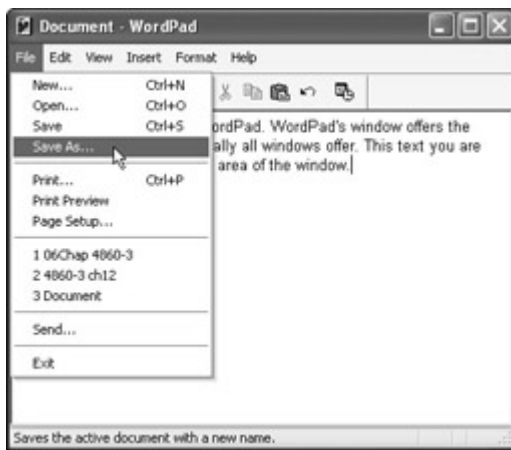 Document - WordPad
File Edit View Insert Format Help
New... Ctrl+N
Open... Ctrl+O
Save Ctrl+S
Save As...
Print... Ctrl+P
Print Preview
Page Setup...
1 06Chap 4860-3
2 4860-3 ch12
3 Document
Send...
Exit
ordPad. WordPad's window offers the
ally all windows offer. This text you are
area of the window.
Saves the active document with a new name.